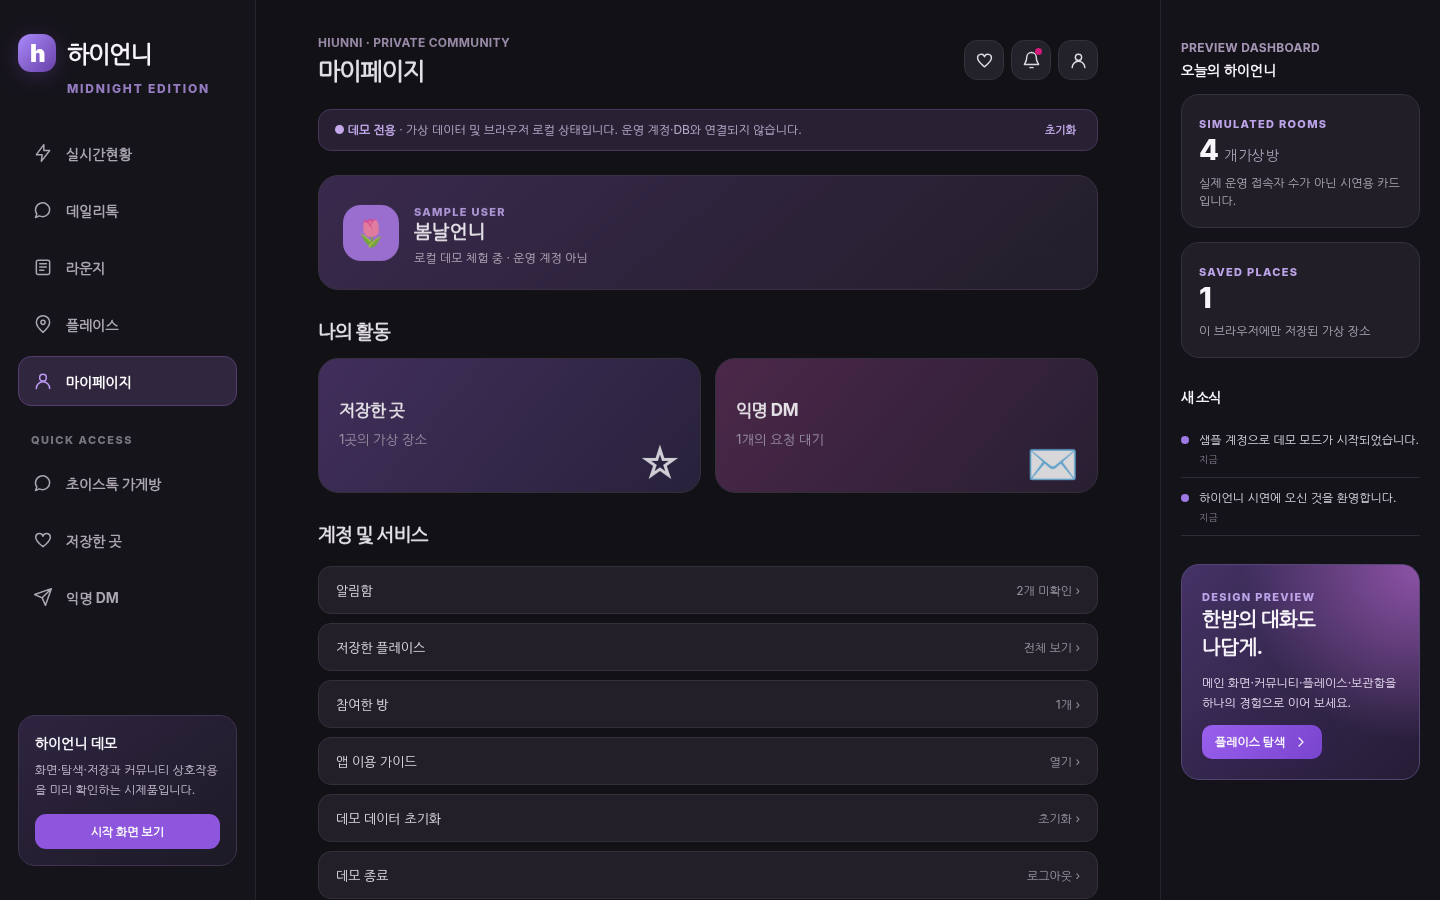 h 하이언니
MIDNIGHT EDITION
실시간현황
데일리톡
라운지
플레이스
마이페이지
QUICK ACCESS
초이스톡 가게방
저장한 곳
익명 DM
하이언니 데모
화면·탐색·저장과 커뮤니티 상호작용
을 미리 확인하는 시제품입니다.
시작 화면 보기
HIUNNI · PRIVATE COMMUNITY
마이페이지
데모 전용 · 가상 데이터 및 브라우저 로컬 상태입니다. 운영 계정·DB와 연결되지 않습니다.
초기화
SAMPLE USER
봄날언니
로컬 데모 체험 중 · 운영 계정 아님
나의 활동
저장한 곳
1곳의 가상 장소
익명 DM
1개의 요청 대기
계정 및 서비스
알림함
2개 미확인 ›
저장한 플레이스
전체 보기 ›
참여한 방
1개 ›
앱 이용 가이드
열기 ›
데모 데이터 초기화
초기화 ›
데모 종료
로그아웃 ›
PREVIEW DASHBOARD
오늘의 하이언니
SIMULATED ROOMS
4 개 가상 방
실제 운영 접속자 수가 아닌 시연용 카드
입니다.
SAVED PLACES
1
이 브라우저에만 저장된 가상 장소
새 소식
샘플 계정으로 데모 모드가 시작되었습니다.
지금
하이언니 시연에 오신 것을 환영합니다.
지금
DESIGN PREVIEW
한밤의 대화도
나답게.
메인 화면·커뮤니티·플레이스·보관함을
하나의 경험으로 이어 보세요.
플레이스 탐색